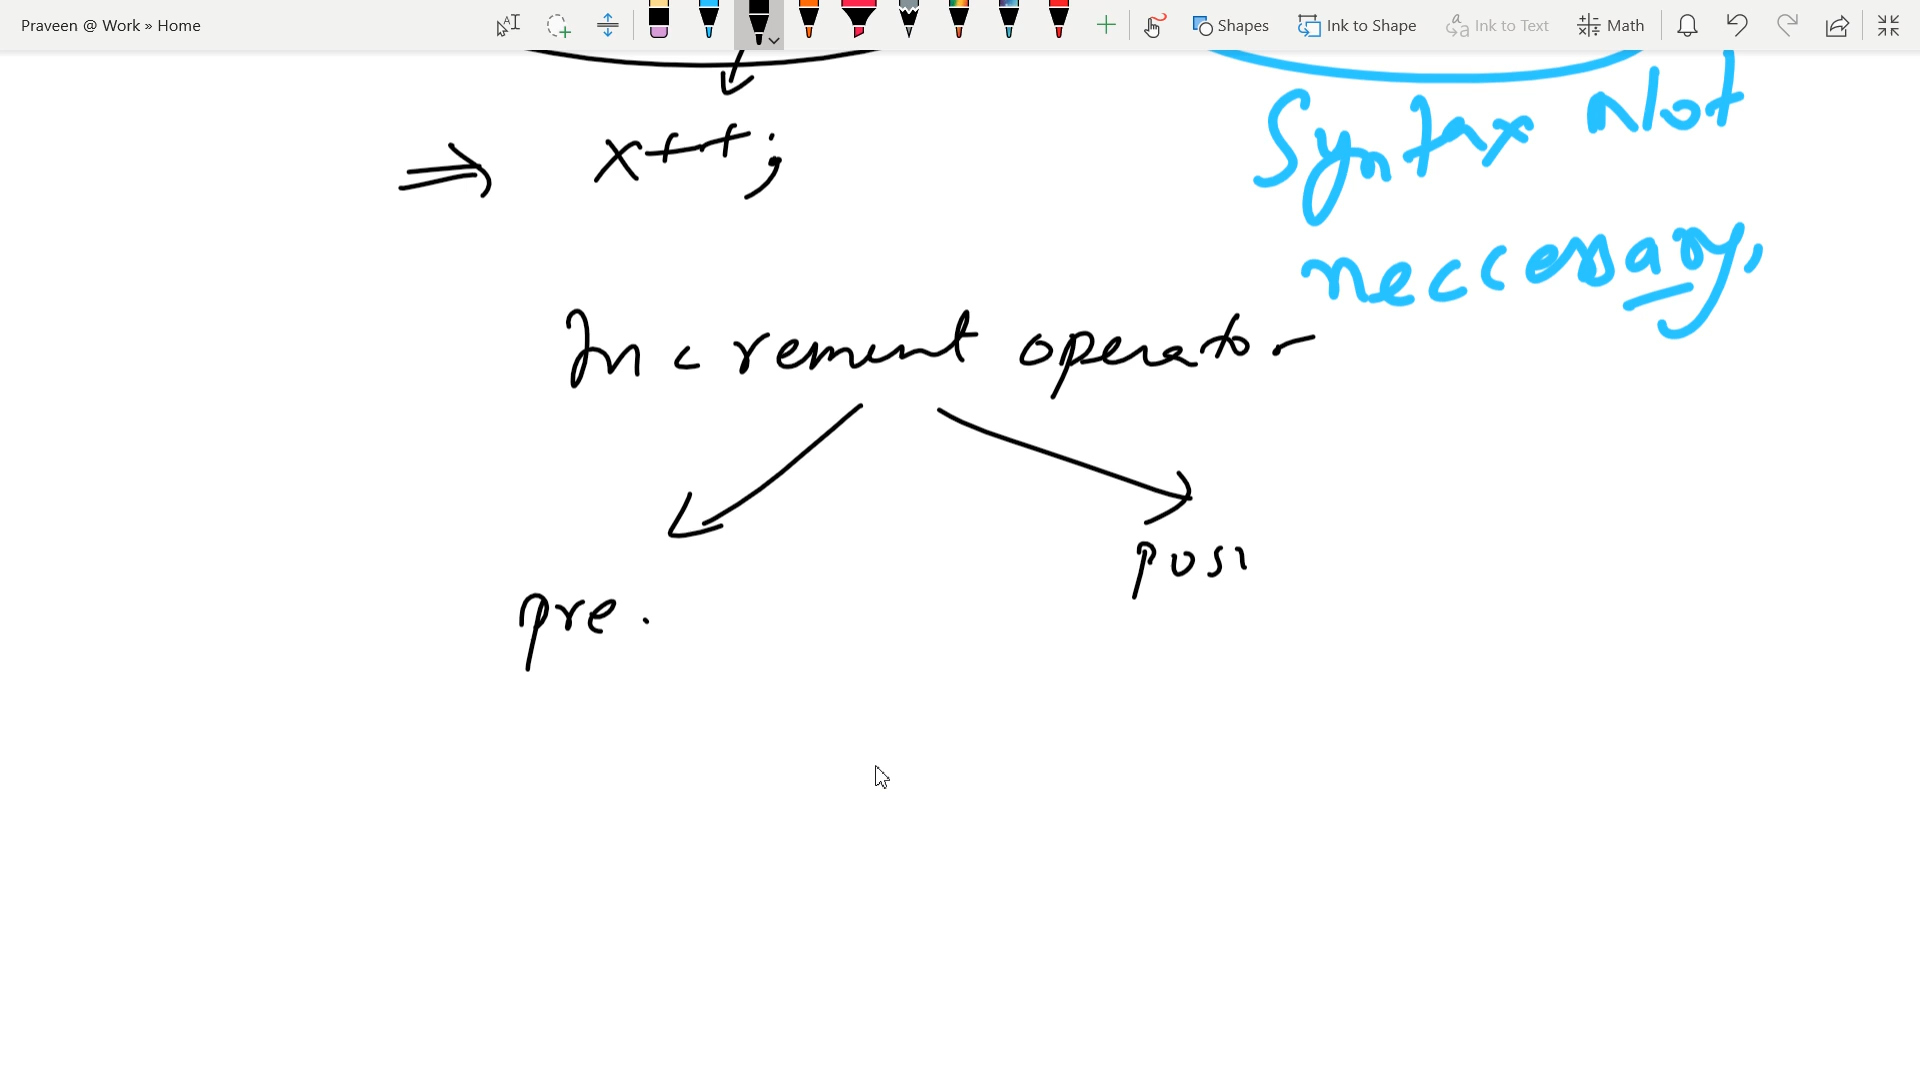 Praveen @ Work » Home
Shapes
Ink to Shape
Ink to Text
Math
Syntax Not
⇒ x++;
neccessary,
Increment operator
post
pre.